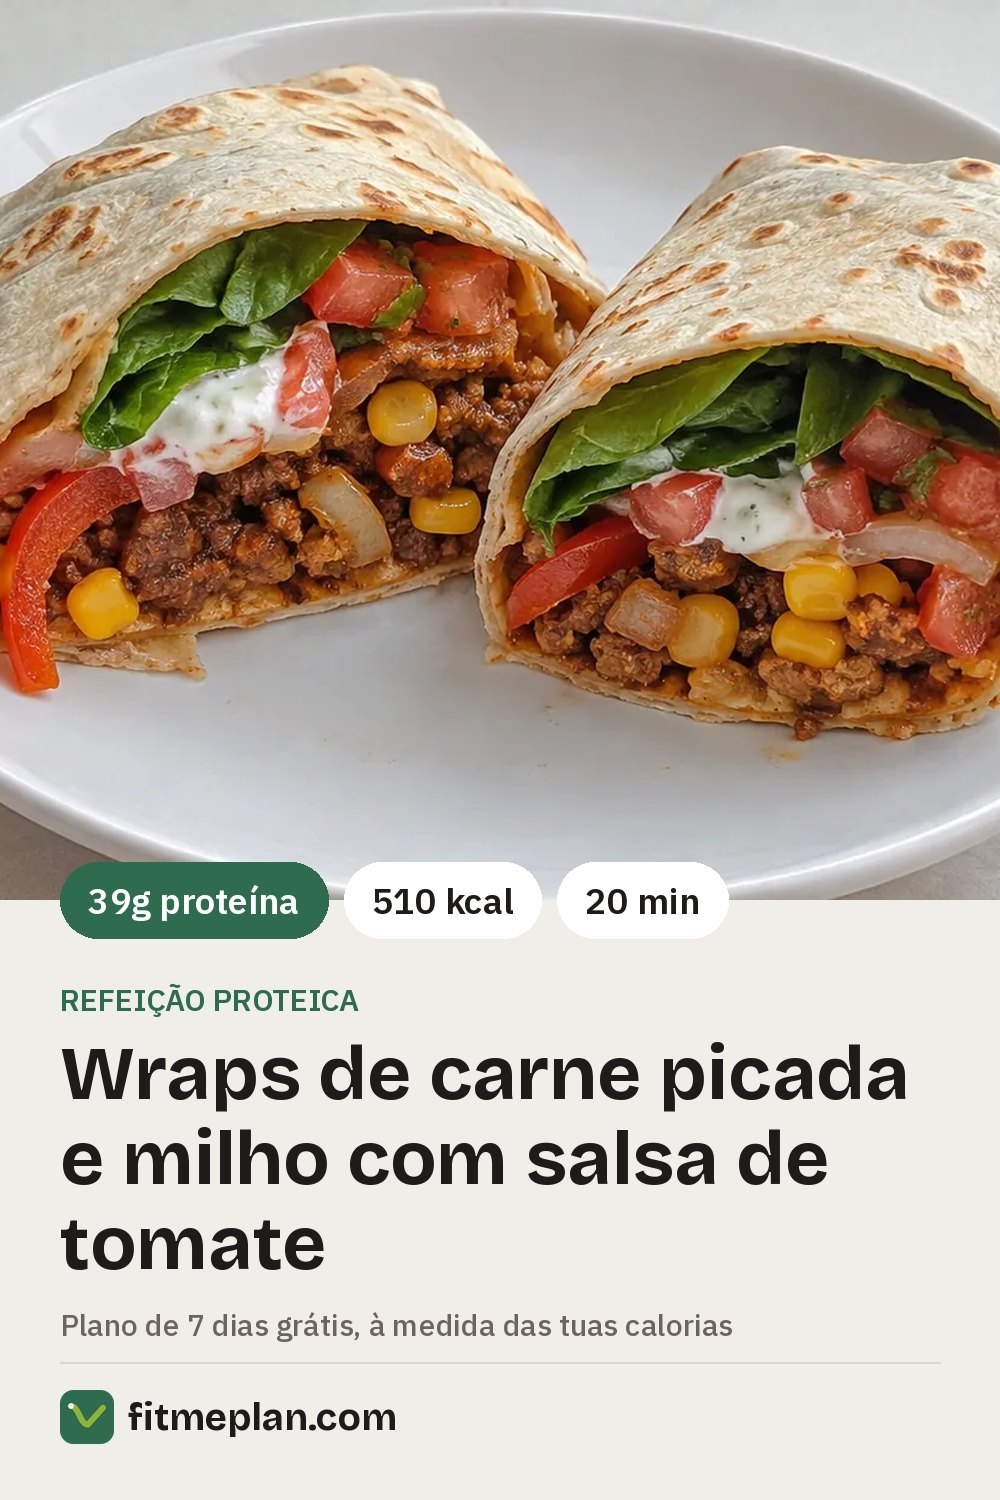 39g proteína
510 kcal
20 min
REFEIÇÃO PROTEICA
Wraps de carne picada
e milho com salsa de
tomate
Plano de 7 dias grátis, à medida das tuas calorias
fitmeplan.com